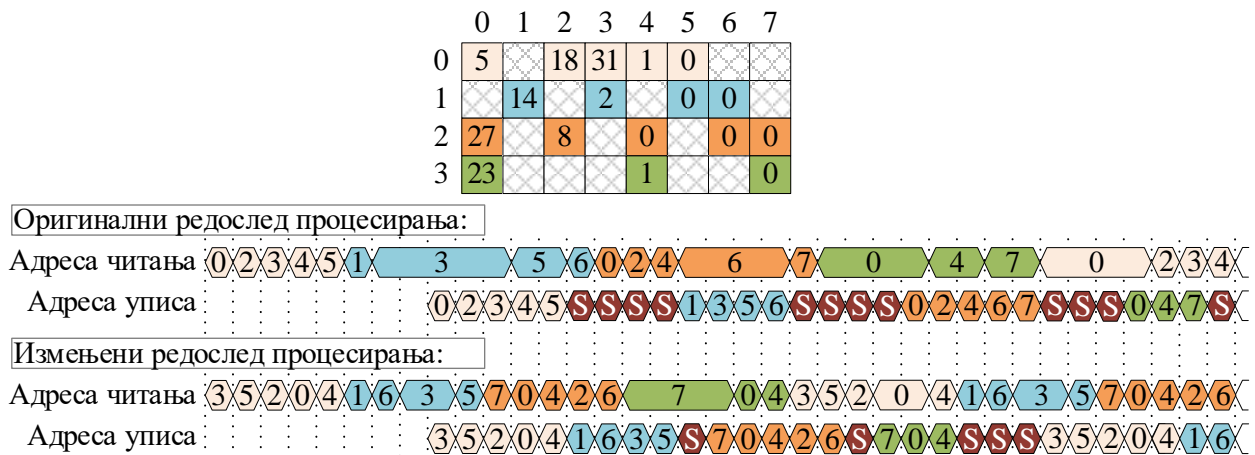 0 1 2 3 4 5 6 7
0 5 18 31 1 0
1 14 2 0 0
2 27 8 0 0 0
3 23 1 0
Оригинални редослед процесирања:
Адреса читања 0 2 3 4 5 1 3 5 6 0 2 4 6 7 0 4 7 0 2 3 4
Адреса уписа 0 2 3 4 5 S S S S 1 3 5 6 S S S S 0 2 4 6 7 S S S 0 4 7 S
Измењени редослед процесирања:
Адреса читања 3 5 2 0 4 1 6 3 5 7 0 4 2 6 7 0 4 3 5 2 0 4 1 6 3 5 7 0 4 2 6
Адреса уписа 3 5 2 0 4 1 6 3 5 S 7 0 4 2 6 S 7 0 4 S S S 3 5 2 0 4 1 6